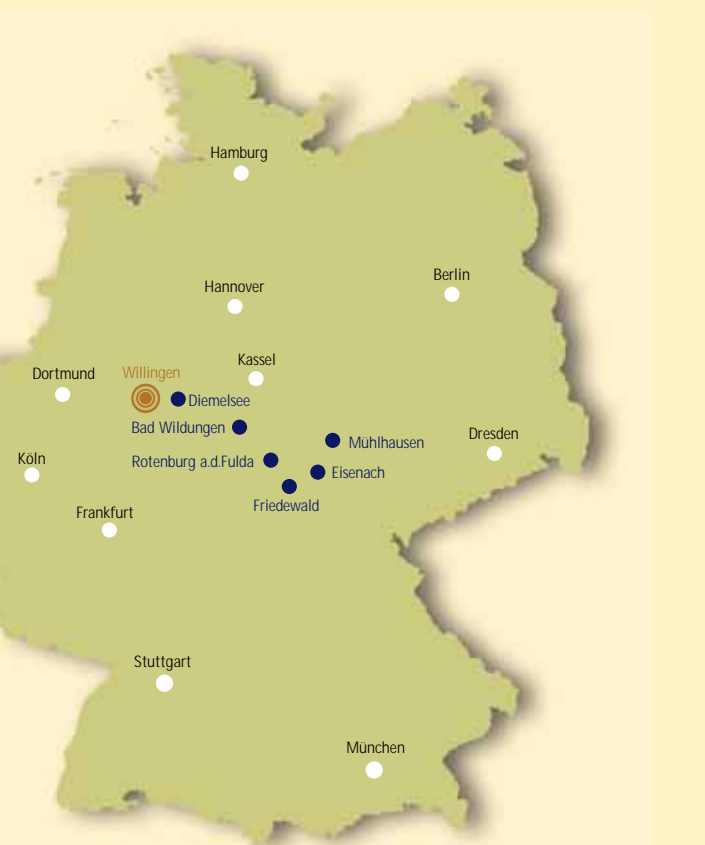 Hamburg
Berlin
Hannover
Kassel
Dortmund
Willingen
Diemelsee
Bad Wildungen
Dresden
Mühlhausen
Köln
Rotenburg a.d.Fulda
Eisenach
Friedewald
Frankfurt
Stuttgart
München